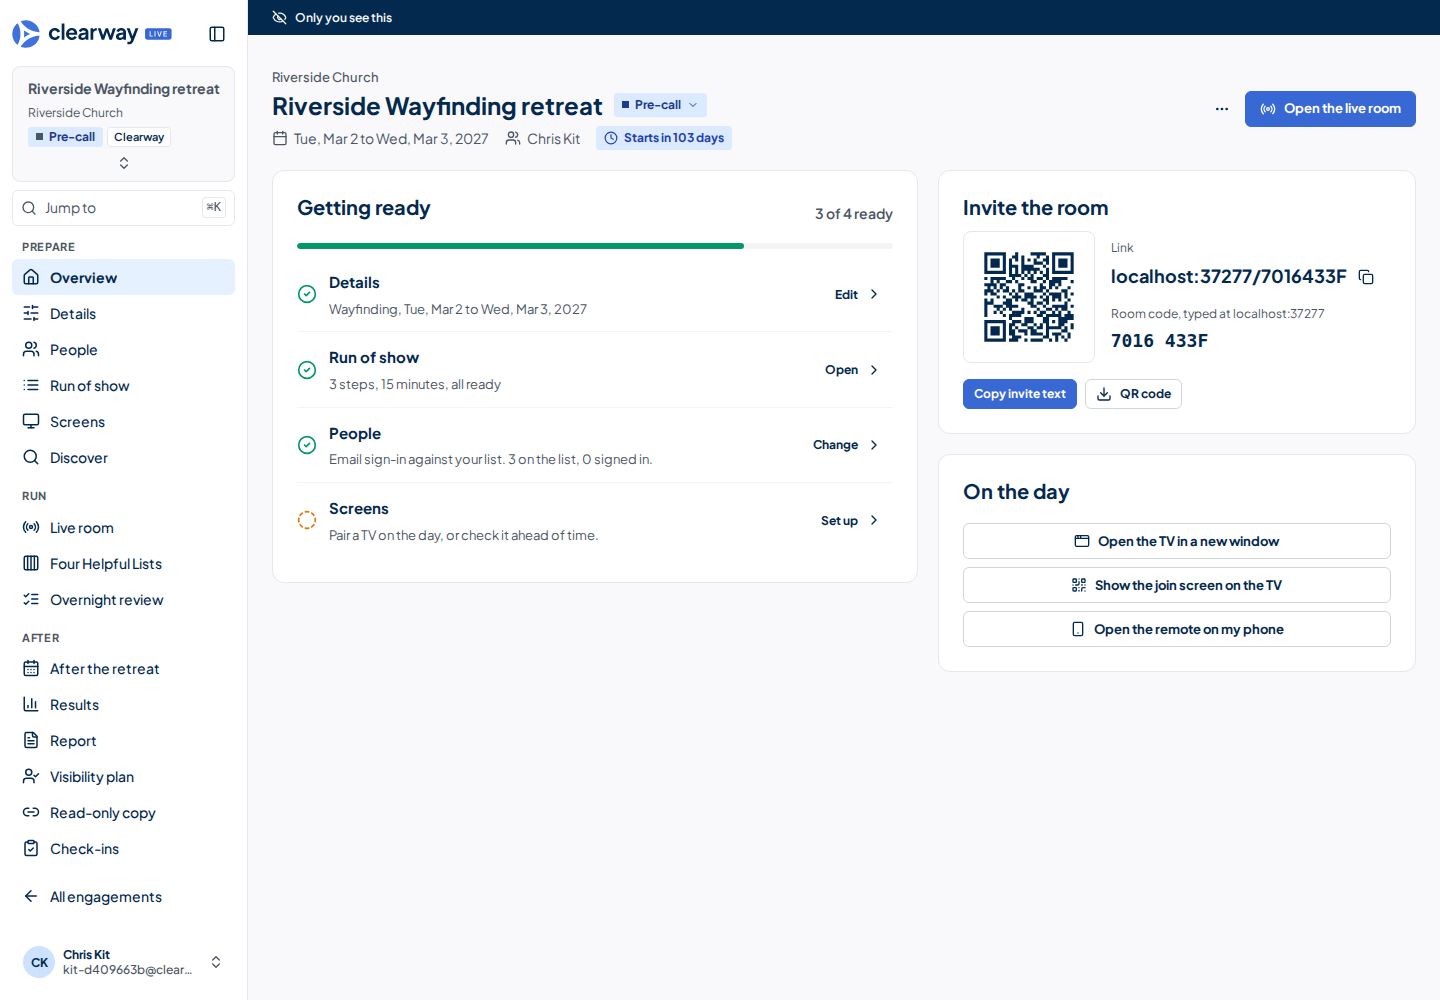 clearway LIVE
Riverside Wayfinding retreat
Riverside Church
Pre-call Clearway
Jump to ⌘K
PREPARE
Overview
Details
People
Run of show
Screens
Discover
RUN
Live room
Four Helpful Lists
Overnight review
AFTER
After the retreat
Results
Report
Visibility plan
Read-only copy
Check-ins
All engagements
CK
Chris Kit
kit-d409663b@clear...
Only you see this
Riverside Church
Riverside Wayfinding retreat Pre-call
Open the live room
Tue, Mar 2 to Wed, Mar 3, 2027 Chris Kit Starts in 103 days
Getting ready
3 of 4 ready
Details
Wayfinding, Tue, Mar 2 to Wed, Mar 3, 2027
Edit
Run of show
3 steps, 15 minutes, all ready
Open
People
Email sign-in against your list. 3 on the list, 0 signed in.
Change
Screens
Pair a TV on the day, or check it ahead of time.
Set up
Invite the room
Link
localhost:37277/7016433F
Room code, typed at localhost:37277
7016 433F
Copy invite text
QR code
On the day
Open the TV in a new window
Show the join screen on the TV
Open the remote on my phone